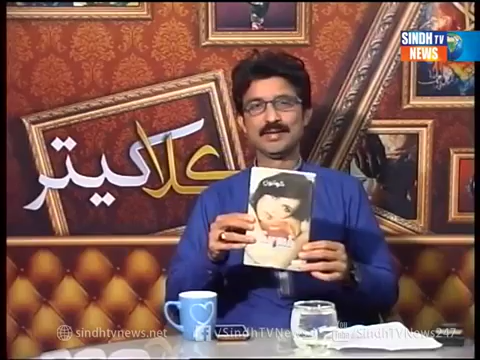 SINDH TV
NEWS
کلاکیتر
sindhtvnews.net
/SindhTVNews
/SindhTVNews247